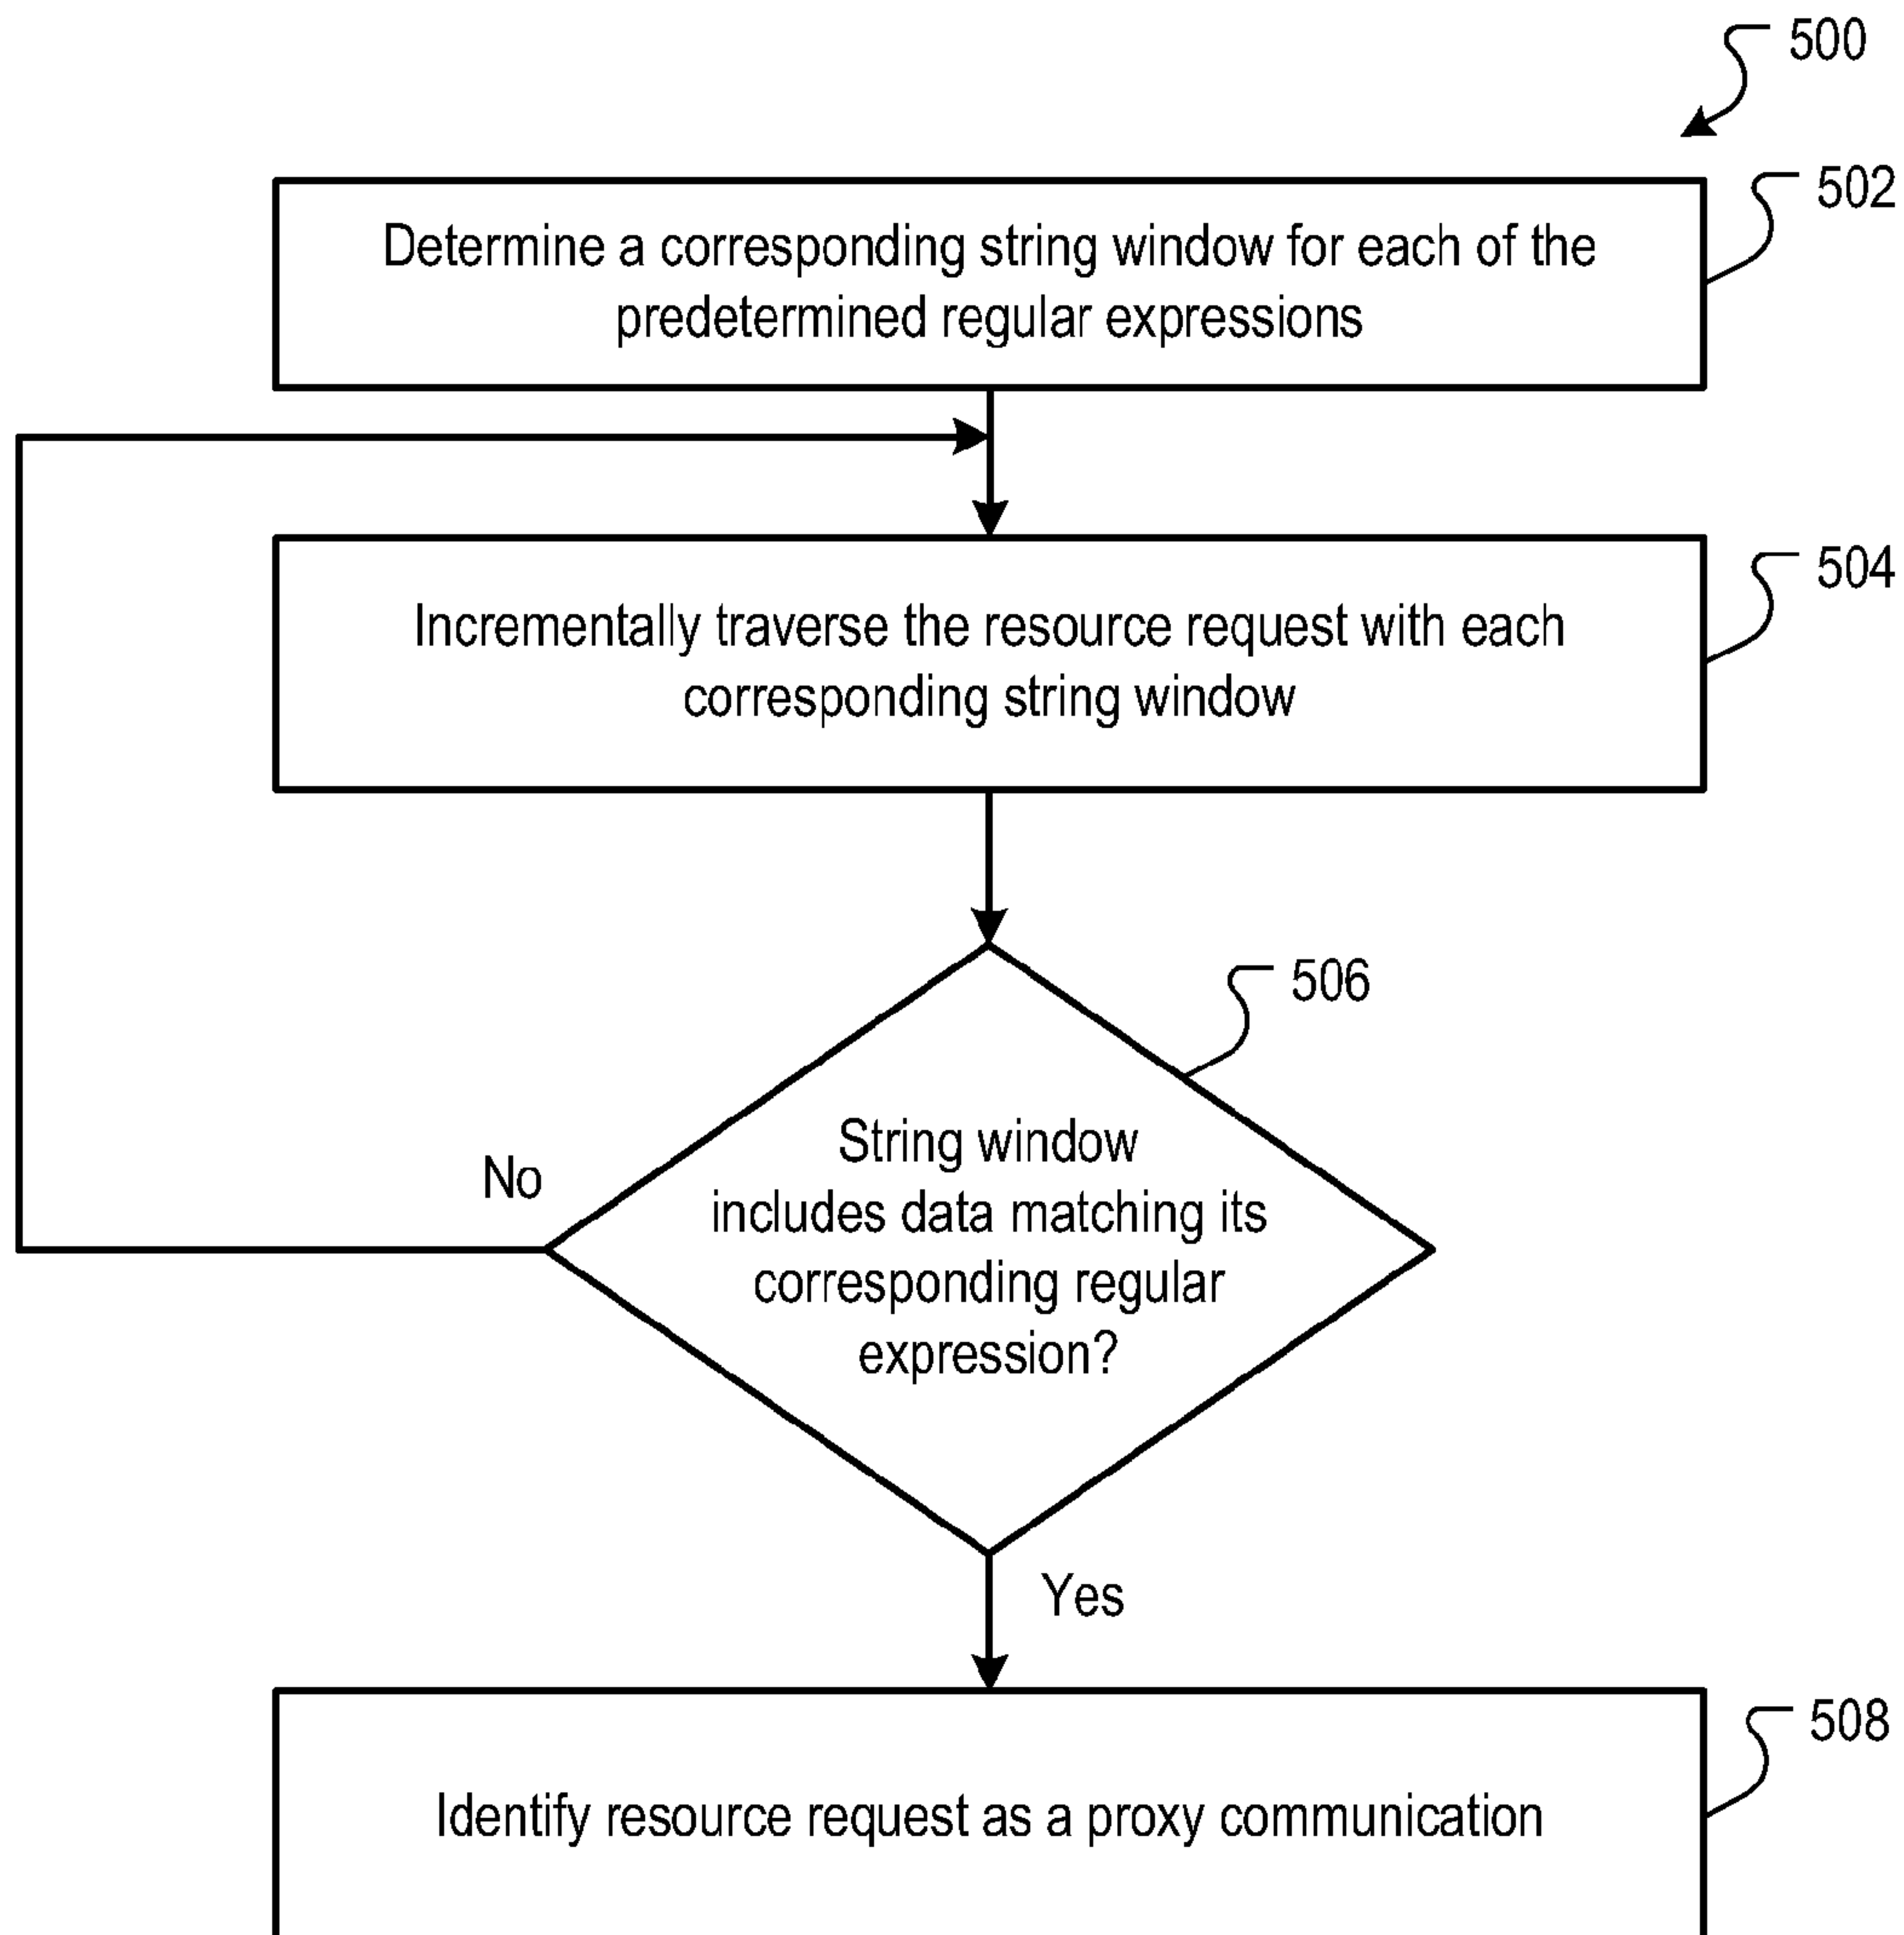 500
502
Determine a corresponding string window for each of the
predetermined regular expressions
504
Incrementally traverse the resource request with each
corresponding string window
506
String window
includes data matching its
corresponding regular
expression?
No
Yes
508
Identify resource request as a proxy communication